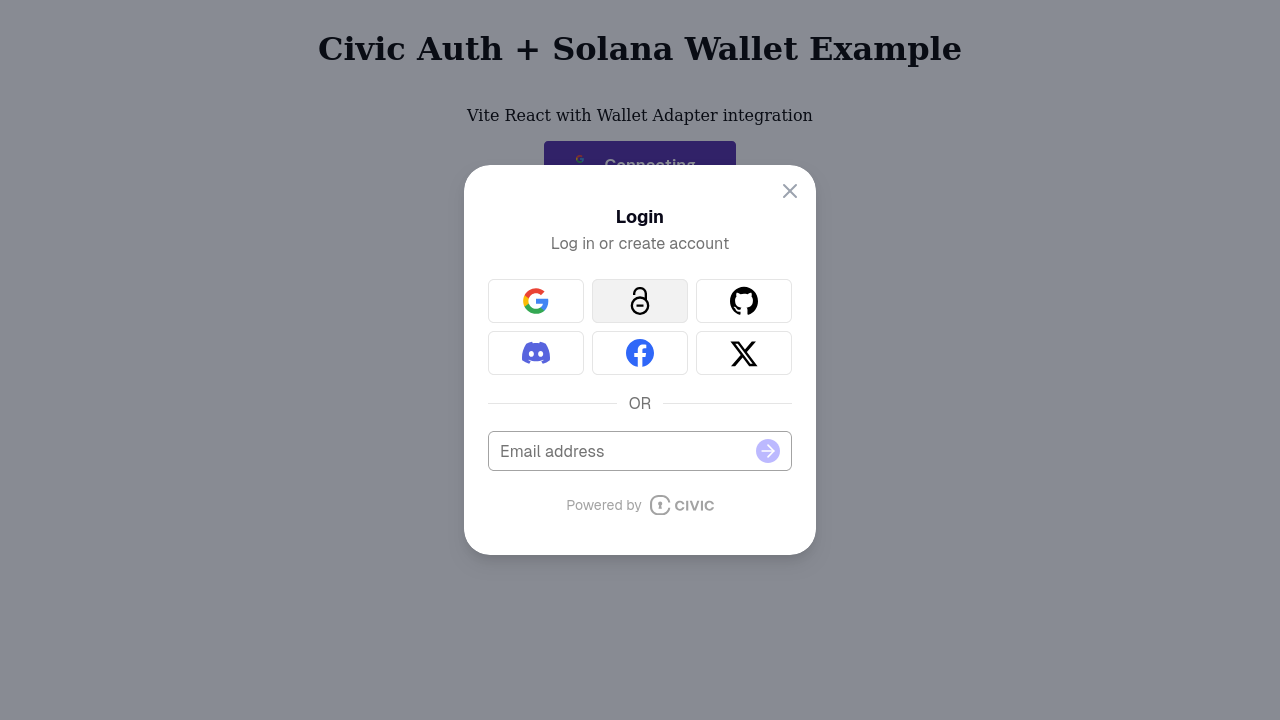 Civic Auth + Solana Wallet Example
Vite React with Wallet Adapter integration
Connecting
Login
Log in or create account
OR
Email address
Powered by CIVIC